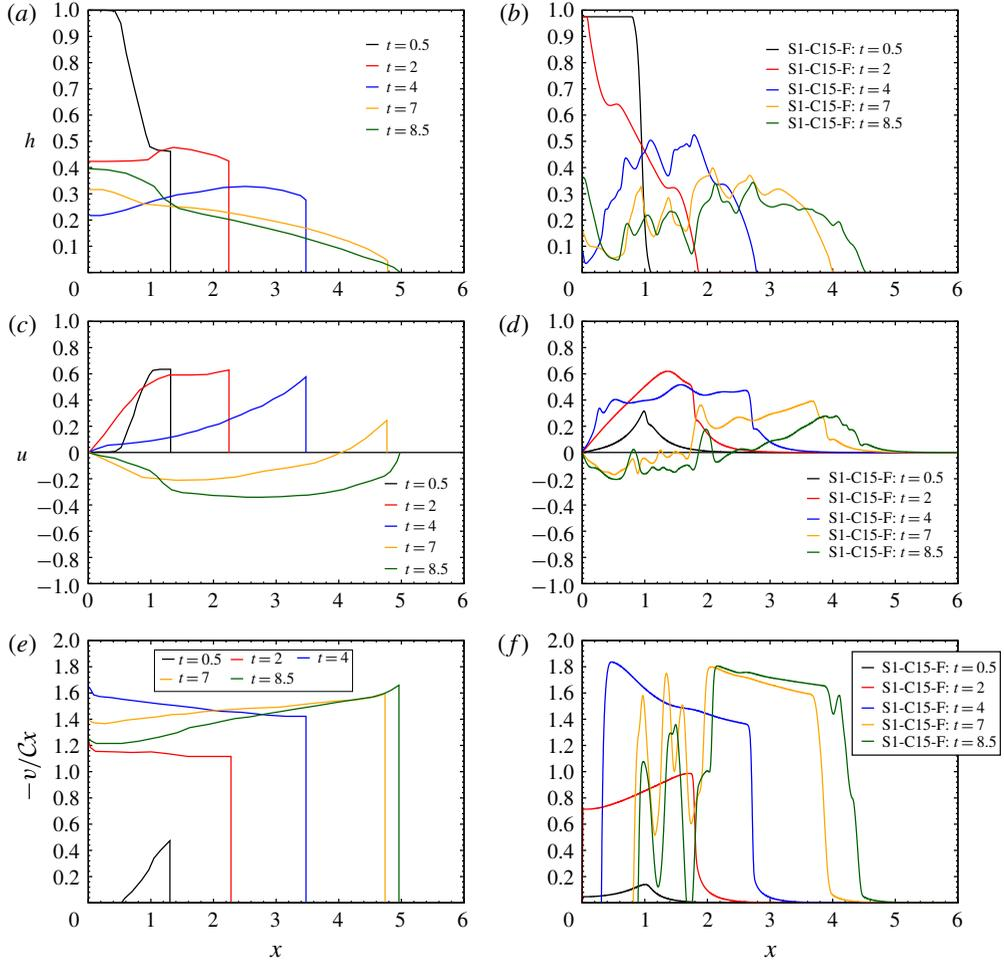 (a)
1.0
0.9
0.8
0.7
0.6
0.5
0.4
0.3
0.2
0.1
h
t = 0.5
t = 2
t = 4
t = 7
t = 8.5
0 1 2 3 4 5 6
(b)
1.0
0.9
0.8
0.7
0.6
0.5
0.4
0.3
0.2
0.1
S1-C15-F: t = 0.5
S1-C15-F: t = 2
S1-C15-F: t = 4
S1-C15-F: t = 7
S1-C15-F: t = 8.5
0 1 2 3 4 5 6
(c)
1.0
0.8
0.6
0.4
0.2
0
−0.2
−0.4
−0.6
−0.8
−1.0
u
t = 0.5
t = 2
t = 4
t = 7
t = 8.5
0 1 2 3 4 5 6
(d)
1.0
0.8
0.6
0.4
0.2
0
−0.2
−0.4
−0.6
−0.8
−1.0
S1-C15-F: t = 0.5
S1-C15-F: t = 2
S1-C15-F: t = 4
S1-C15-F: t = 7
S1-C15-F: t = 8.5
0 1 2 3 4 5 6
(e)
2.0
1.8
1.6
1.4
1.2
1.0
0.8
0.6
0.4
0.2
−v/Cx
t = 0.5 t = 2 t = 4
t = 7 t = 8.5
0 1 2 3 4 5 6
x
(f)
2.0
1.8
1.6
1.4
1.2
1.0
0.8
0.6
0.4
0.2
S1-C15-F: t = 0.5
S1-C15-F: t = 2
S1-C15-F: t = 4
S1-C15-F: t = 7
S1-C15-F: t = 8.5
0 1 2 3 4 5 6
x